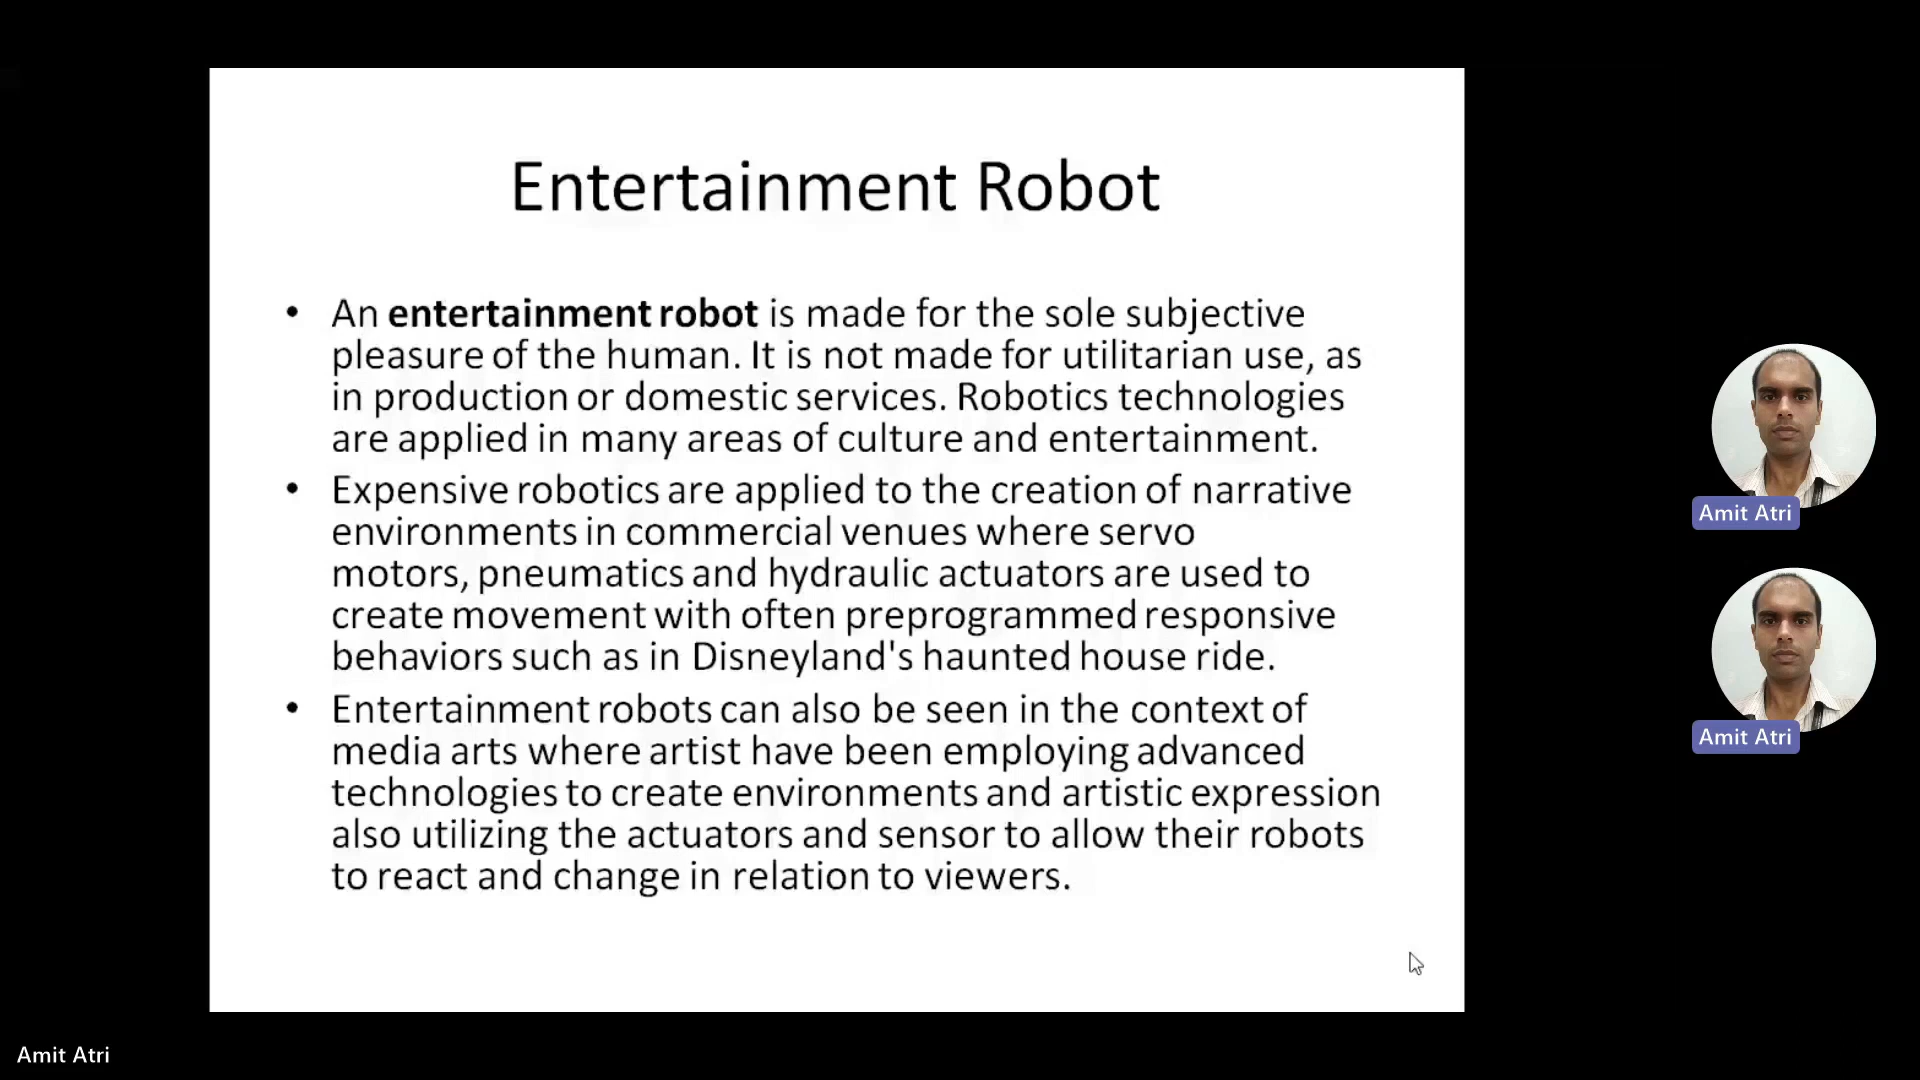 Entertainment Robot
• An entertainment robot is made for the sole subjective
pleasure of the human. It is not made for utilitarian use, as
in production or domestic services. Robotics technologies
are applied in many areas of culture and entertainment.
• Expensive robotics are applied to the creation of narrative
environments in commercial venues where servo
motors, pneumatics and hydraulic actuators are used to
create movement with often preprogrammed responsive
behaviors such as in Disneyland's haunted house ride.
• Entertainment robots can also be seen in the context of
media arts where artist have been employing advanced
technologies to create environments and artistic expression
also utilizing the actuators and sensor to allow their robots
to react and change in relation to viewers.
Amit Atri
Amit Atri
Amit Atri